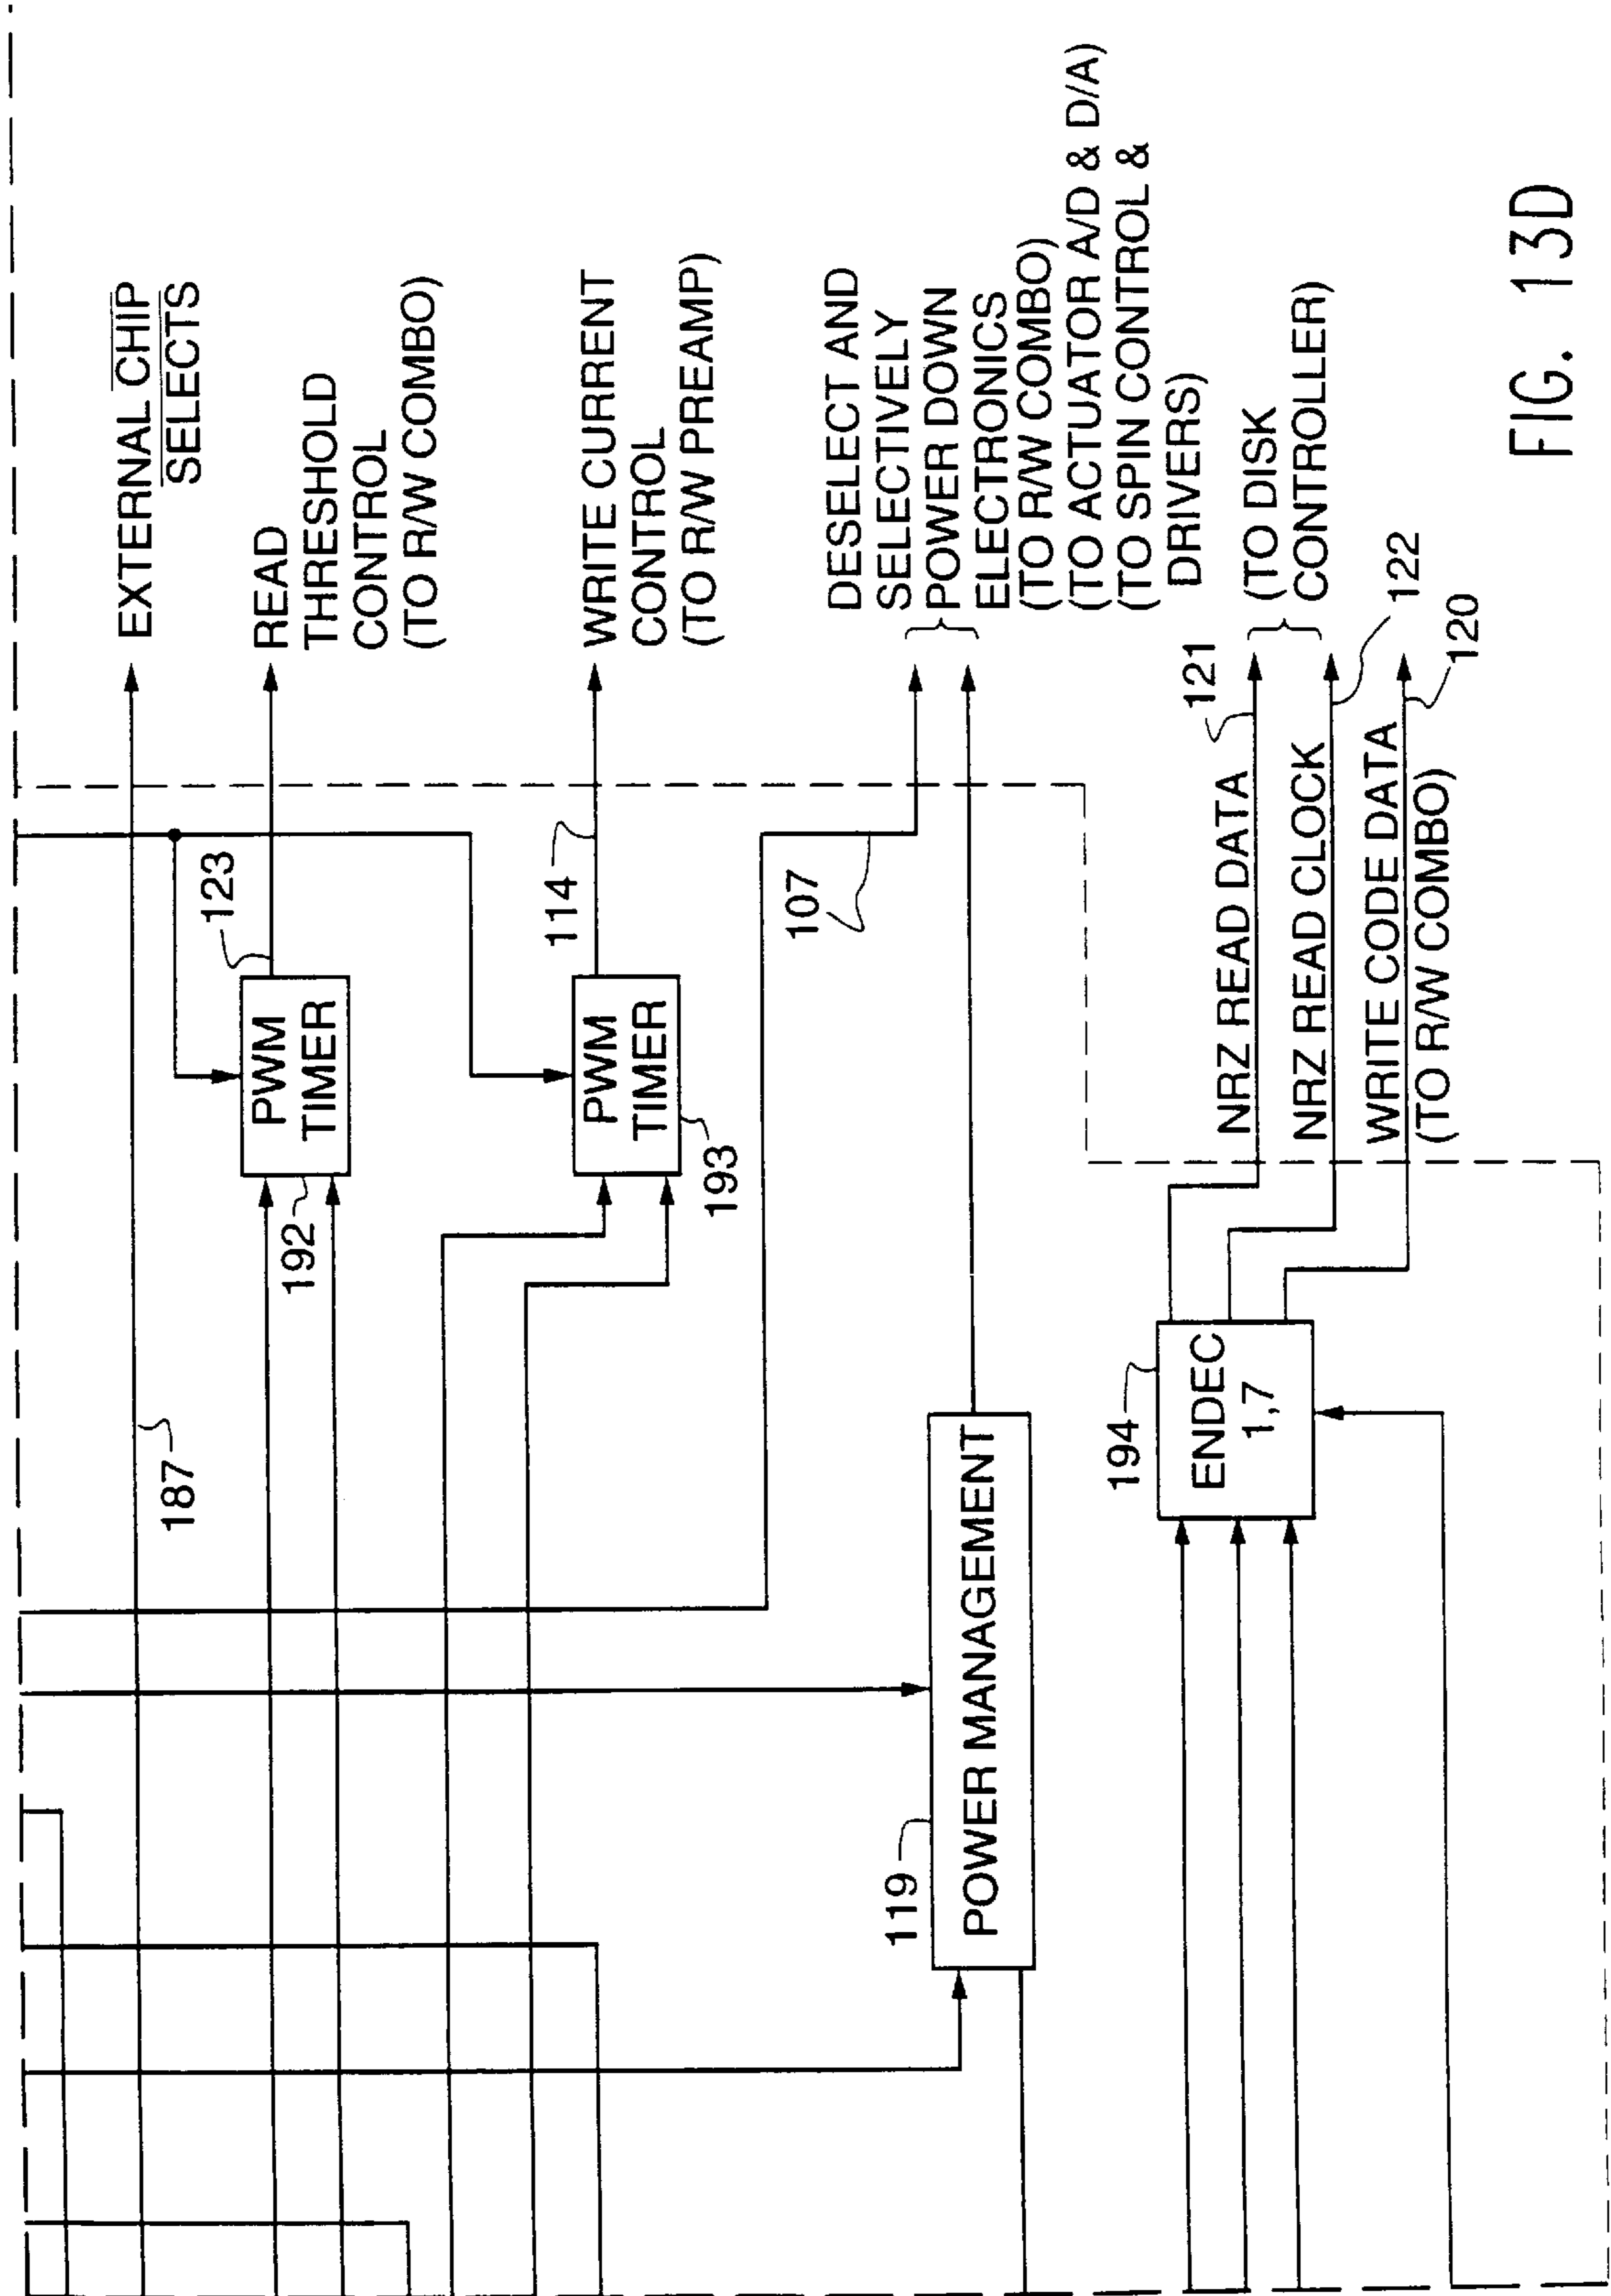 EXTERNAL CHIP
SELECTS
187
READ
THRESHOLD
CONTROL
(TO R/W COMBO)
123
PWM
TIMER
192
WRITE CURRENT
CONTROL
(TO R/W PREAMP)
114
PWM
TIMER
193
107
DESELECT AND
SELECTIVELY
POWER DOWN
ELECTRONICS
(TO R/W COMBO)
(TO ACTUATOR A/D & D/A)
(TO SPIN CONTROL &
DRIVERS)
119
POWER MANAGEMENT
194
ENDEC
1,7
NRZ READ DATA
121
(TO DISK
CONTROLLER)
NRZ READ CLOCK
122
WRITE CODE DATA
(TO R/W COMBO)
120
FIG. 13D